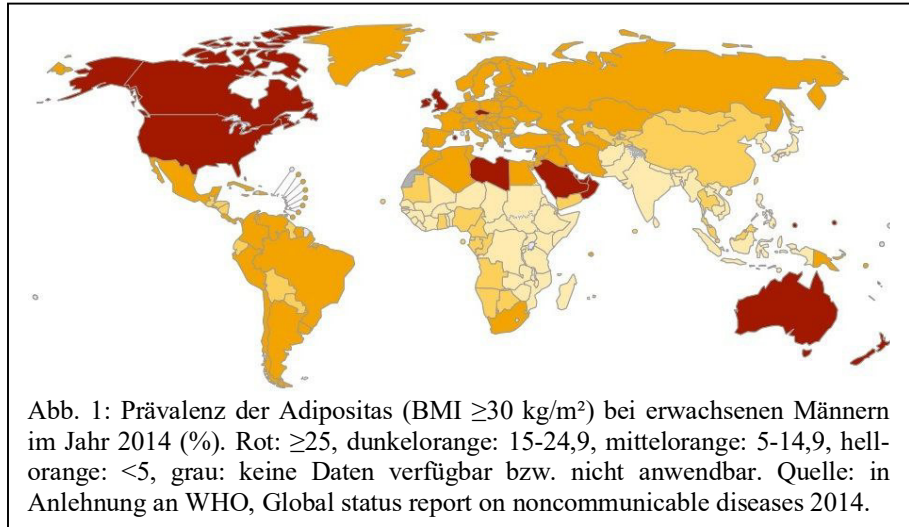 Abb. 1: Prävalenz der Adipositas (BMI ≥30 kg/m²) bei erwachsenen Männern
im Jahr 2014 (%). Rot: ≥25, dunkelorange: 15-24,9, mittelorange: 5-14,9, hell-
orange: <5, grau: keine Daten verfügbar bzw. nicht anwendbar. Quelle: in
Anlehnung an WHO, Global status report on noncommunicable diseases 2014.